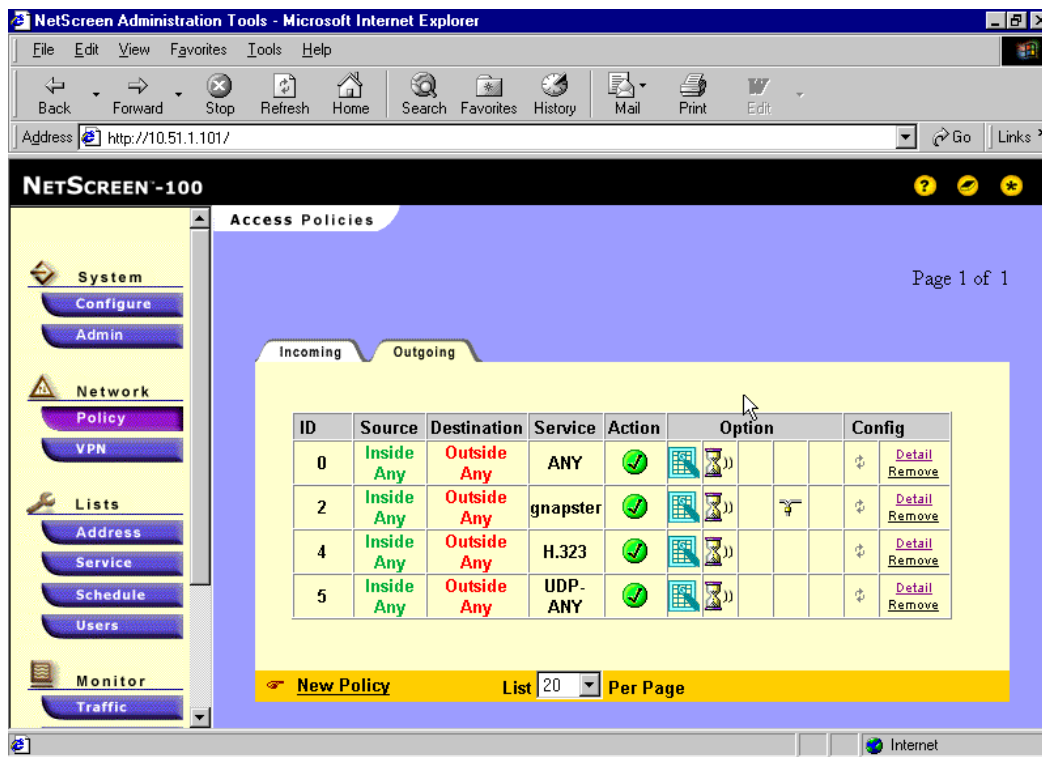 NetScreen Administration Tools - Microsoft Internet Explorer
File Edit View Favorites Tools Help
Back Forward Stop Refresh Home Search Favorites History Mail Print Edit
Address http://10.51.1.101/ Go Links
NETSCREEN™-100
Access Policies
Page 1 of 1
System
Configure
Admin
Network
Policy
VPN
Lists
Address
Service
Schedule
Users
Monitor
Traffic
Incoming Outgoing
ID Source Destination Service Action Option Config
0 Inside Any Outside Any ANY Detail Remove
2 Inside Any Outside Any gnapster Detail Remove
4 Inside Any Outside Any H.323 Detail Remove
5 Inside Any Outside Any UDP-ANY Detail Remove
New Policy List 20 Per Page
Internet